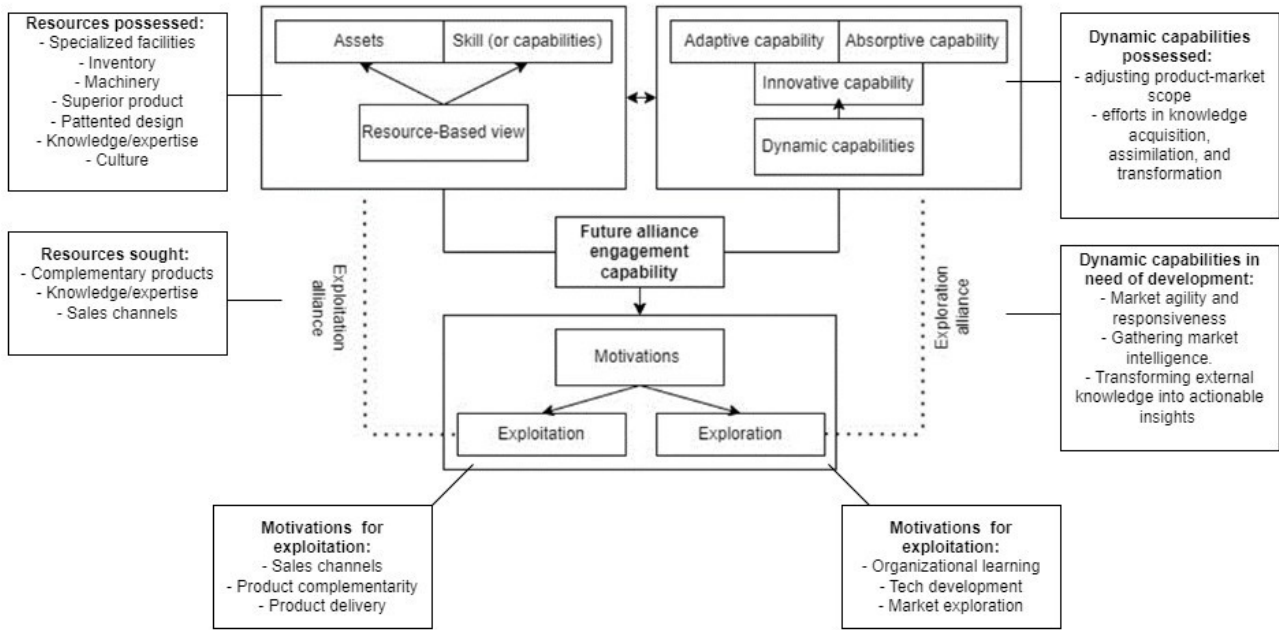 Resources possessed:
- Specialized facilities
- Inventory
- Machinery
- Superior product
- Pattented design
- Knowledge/expertise
- Culture
Assets
Skill (or capabilities)
Resource-Based view
Adaptive capability
Absorptive capability
Innovative capability
Dynamic capabilities
Dynamic capabilities
possessed:
- adjusting product-market
scope
- efforts in knowledge
acquisition,
assimilation, and
transformation
Resources sought:
- Complementary products
- Knowledge/expertise
- Sales channels
Exploitation
alliance
Future alliance
engagement
capability
Exploration
alliance
Dynamic capabilities in
need of development:
- Market agility and
responsiveness
- Gathering market
intelligence.
- Transforming external
knowledge into actionable
insights
Motivations
Exploitation
Exploration
Motivations for
exploitation:
- Sales channels
- Product complementarity
- Product delivery
Motivations for
exploitation:
- Organizational learning
- Tech development
- Market exploration